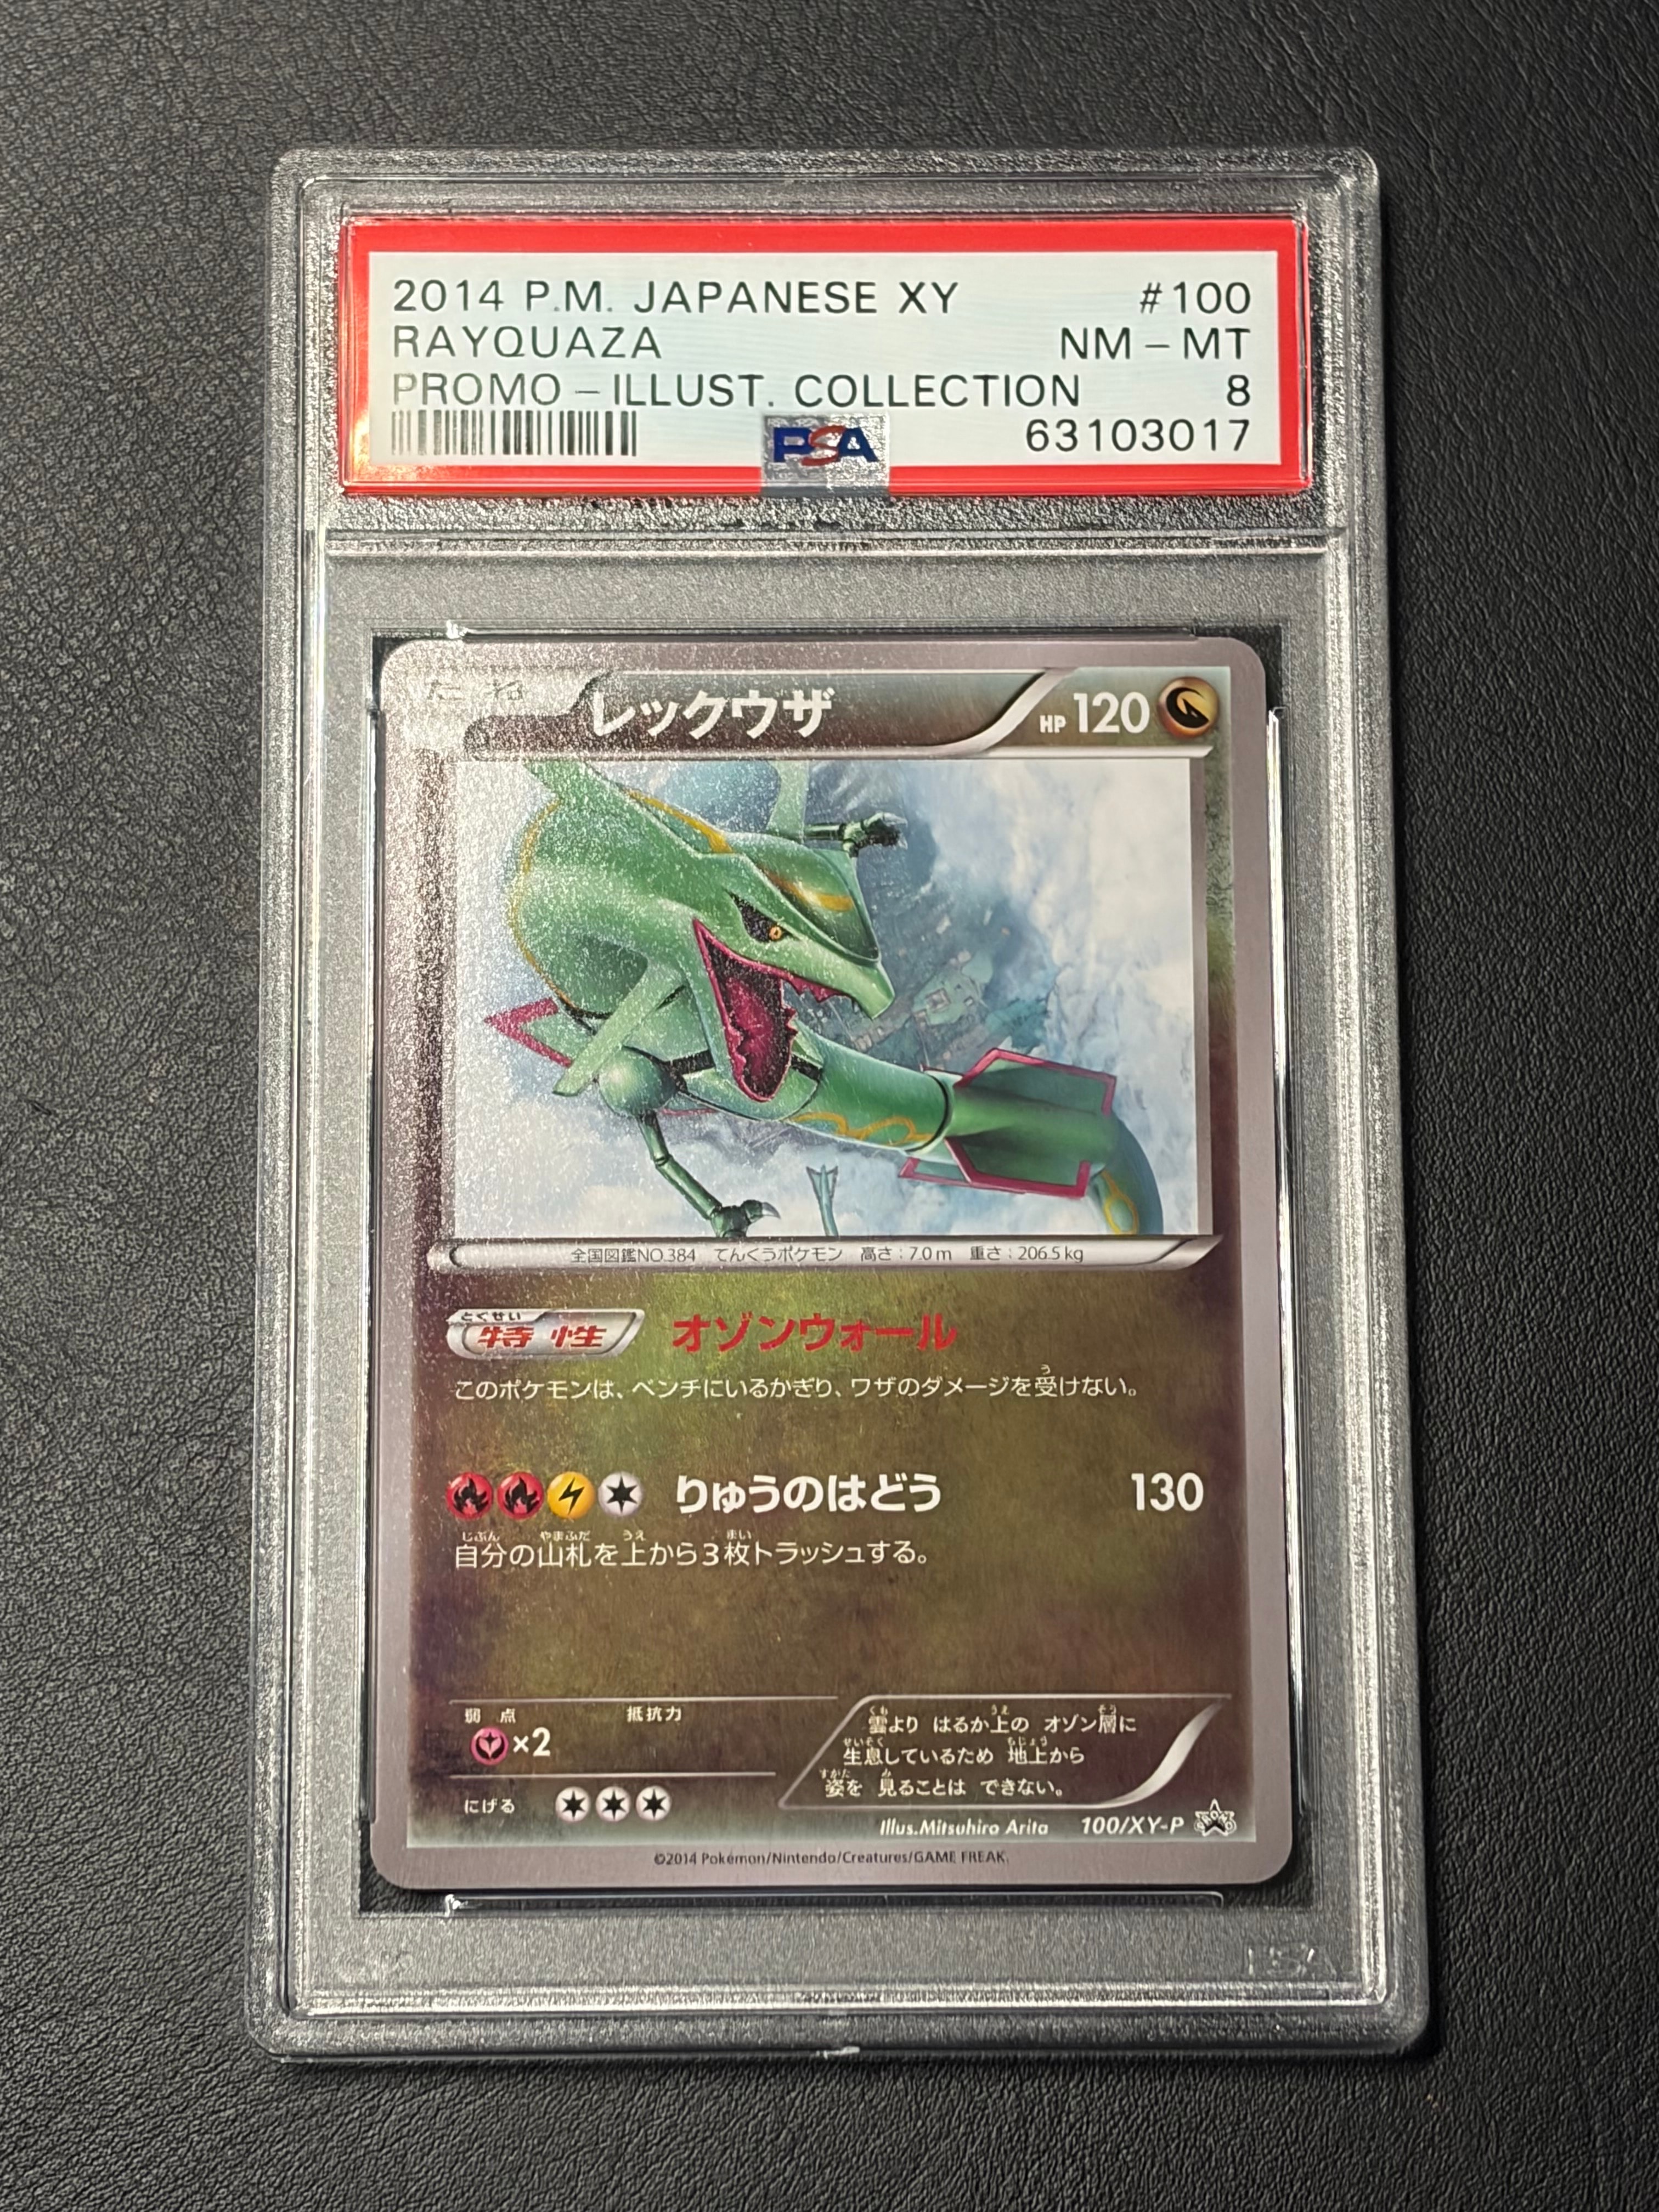 2014 P.M. JAPANESE XY #100
RAYQUAZA NM - MT
PROMO - ILLUST. COLLECTION 8
PSA 63103017
たね レックウザ HP 120
全国図鑑NO.384 てんくうポケモン 高さ：7.0m 重さ：206.5kg
とくせい
特性 オゾンウォール
このポケモンは、ベンチにいるかぎり、ワザのダメージを受けない。
りゅうのはどう 130
自分の山札を上から3枚トラッシュする。
弱点 抵抗力
×2
にげる
雲より はるか上の オゾン層に
生息しているため 地上から
姿を 見ることは できない。
Illus.Mitsuhiro Arita 100/XY-P
©2014 Pokémon/Nintendo/Creatures/GAME FREAK.
PSA